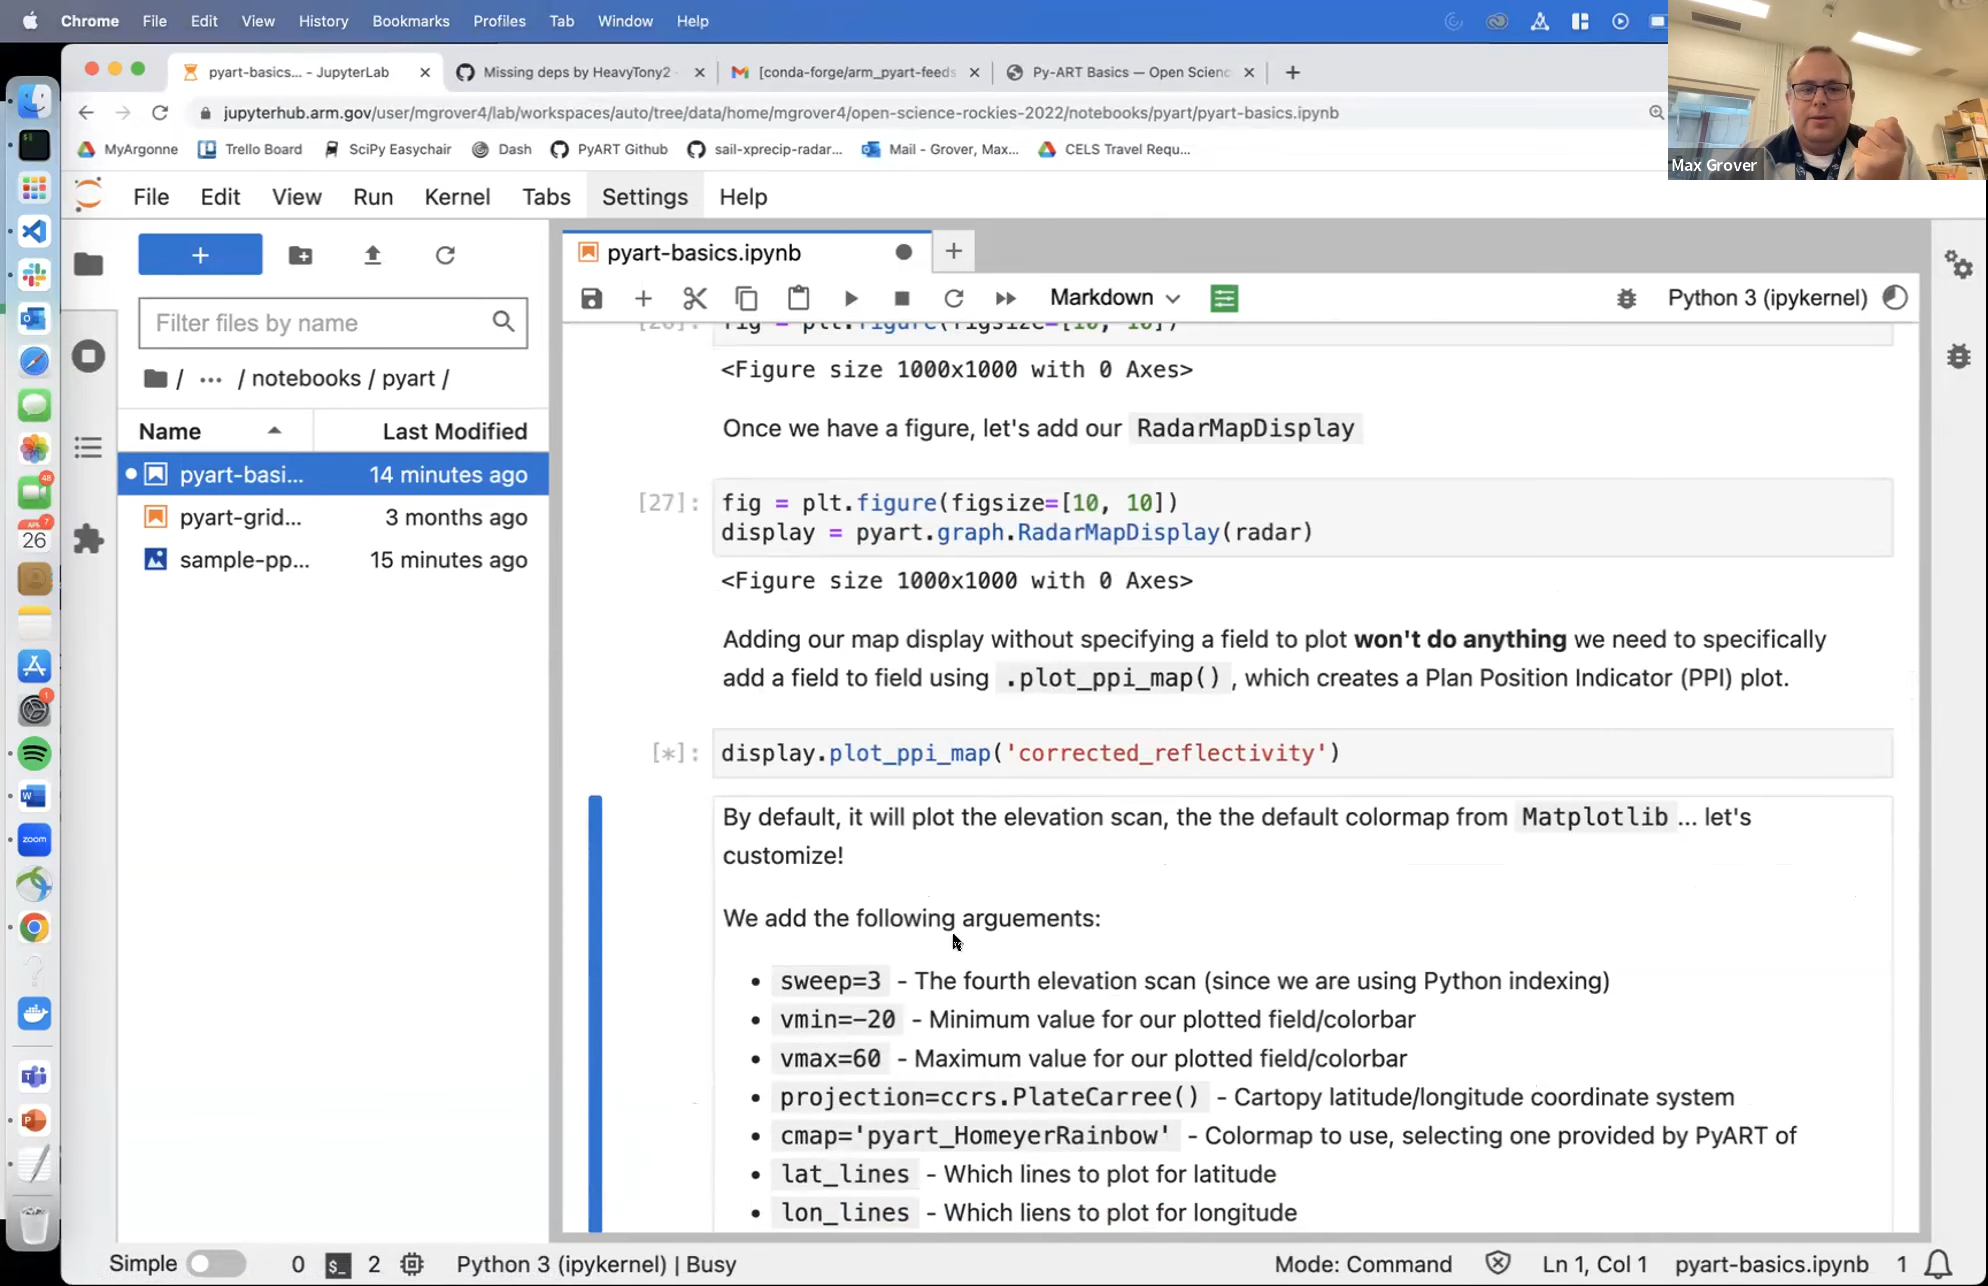 Chrome File Edit View History Bookmarks Profiles Tab Window Help
pyart-basics... - JupyterLab
Missing deps by HeavyTony2
[conda-forge/arm_pyart-feeds
Py-ART Basics — Open Scienc
jupyterhub.arm.gov/user/mgrover4/lab/workspaces/auto/tree/data/home/mgrover4/open-science-rockies-2022/notebooks/pyart/pyart-basics.ipynb
MyArgonne Trello Board SciPy Easychair Dash PyART Github sail-xprecip-radar... Mail - Grover, Max... CELS Travel Requ...
Max Grover
File Edit View Run Kernel Tabs Settings Help
Filter files by name
/ ... / notebooks / pyart /
Name Last Modified
pyart-basi... 14 minutes ago
pyart-grid... 3 months ago
sample-pp... 15 minutes ago
pyart-basics.ipynb
Markdown
Python 3 (ipykernel)
[26]: fig = plt.figure(figsize=[10, 10])
<Figure size 1000x1000 with 0 Axes>
Once we have a figure, let's add our RadarMapDisplay
[27]: fig = plt.figure(figsize=[10, 10])
display = pyart.graph.RadarMapDisplay(radar)
<Figure size 1000x1000 with 0 Axes>
Adding our map display without specifying a field to plot won't do anything we need to specifically
add a field to field using .plot_ppi_map() , which creates a Plan Position Indicator (PPI) plot.
[*]: display.plot_ppi_map('corrected_reflectivity')
By default, it will plot the elevation scan, the the default colormap from Matplotlib ... let's
customize!
We add the following arguements:
• sweep=3 - The fourth elevation scan (since we are using Python indexing)
• vmin=-20 - Minimum value for our plotted field/colorbar
• vmax=60 - Maximum value for our plotted field/colorbar
• projection=ccrs.PlateCarree() - Cartopy latitude/longitude coordinate system
• cmap='pyart_HomeyerRainbow' - Colormap to use, selecting one provided by PyART of
• lat_lines - Which lines to plot for latitude
• lon_lines - Which liens to plot for longitude
48
7
26
1
zoom
Simple 0 $_ 2 Python 3 (ipykernel) | Busy
Mode: Command Ln 1, Col 1 pyart-basics.ipynb 1